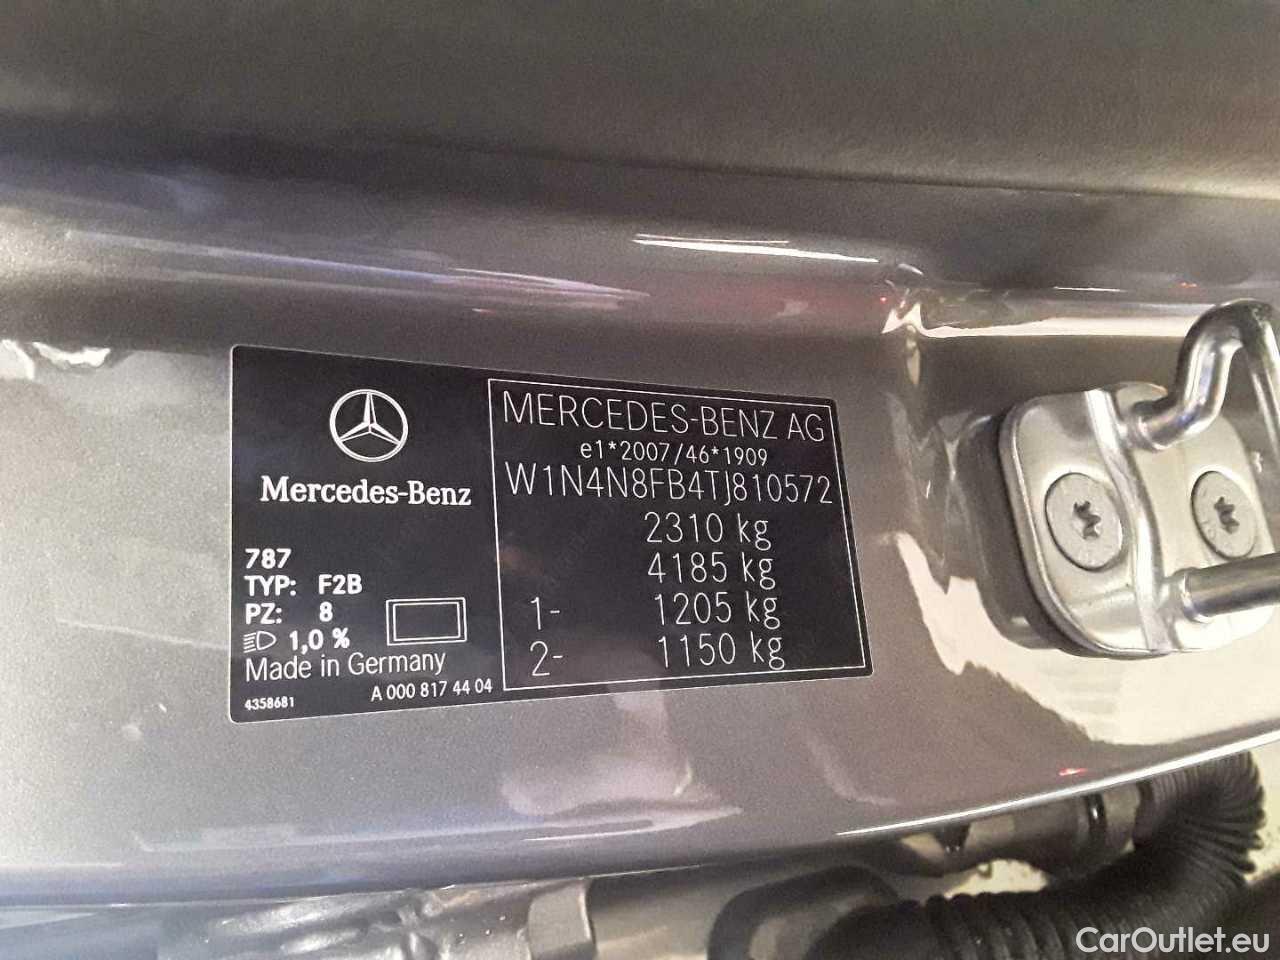 Mercedes-Benz
787
TYP: F2B
PZ: 8
1,0 %
Made in Germany
4358681
A 000 817 44 04
MERCEDES-BENZ AG
e1*2007/46*1909
W1N4N8FB4TJ810572
2310 kg
4185 kg
1- 1205 kg
2- 1150 kg
CarOutlet.eu